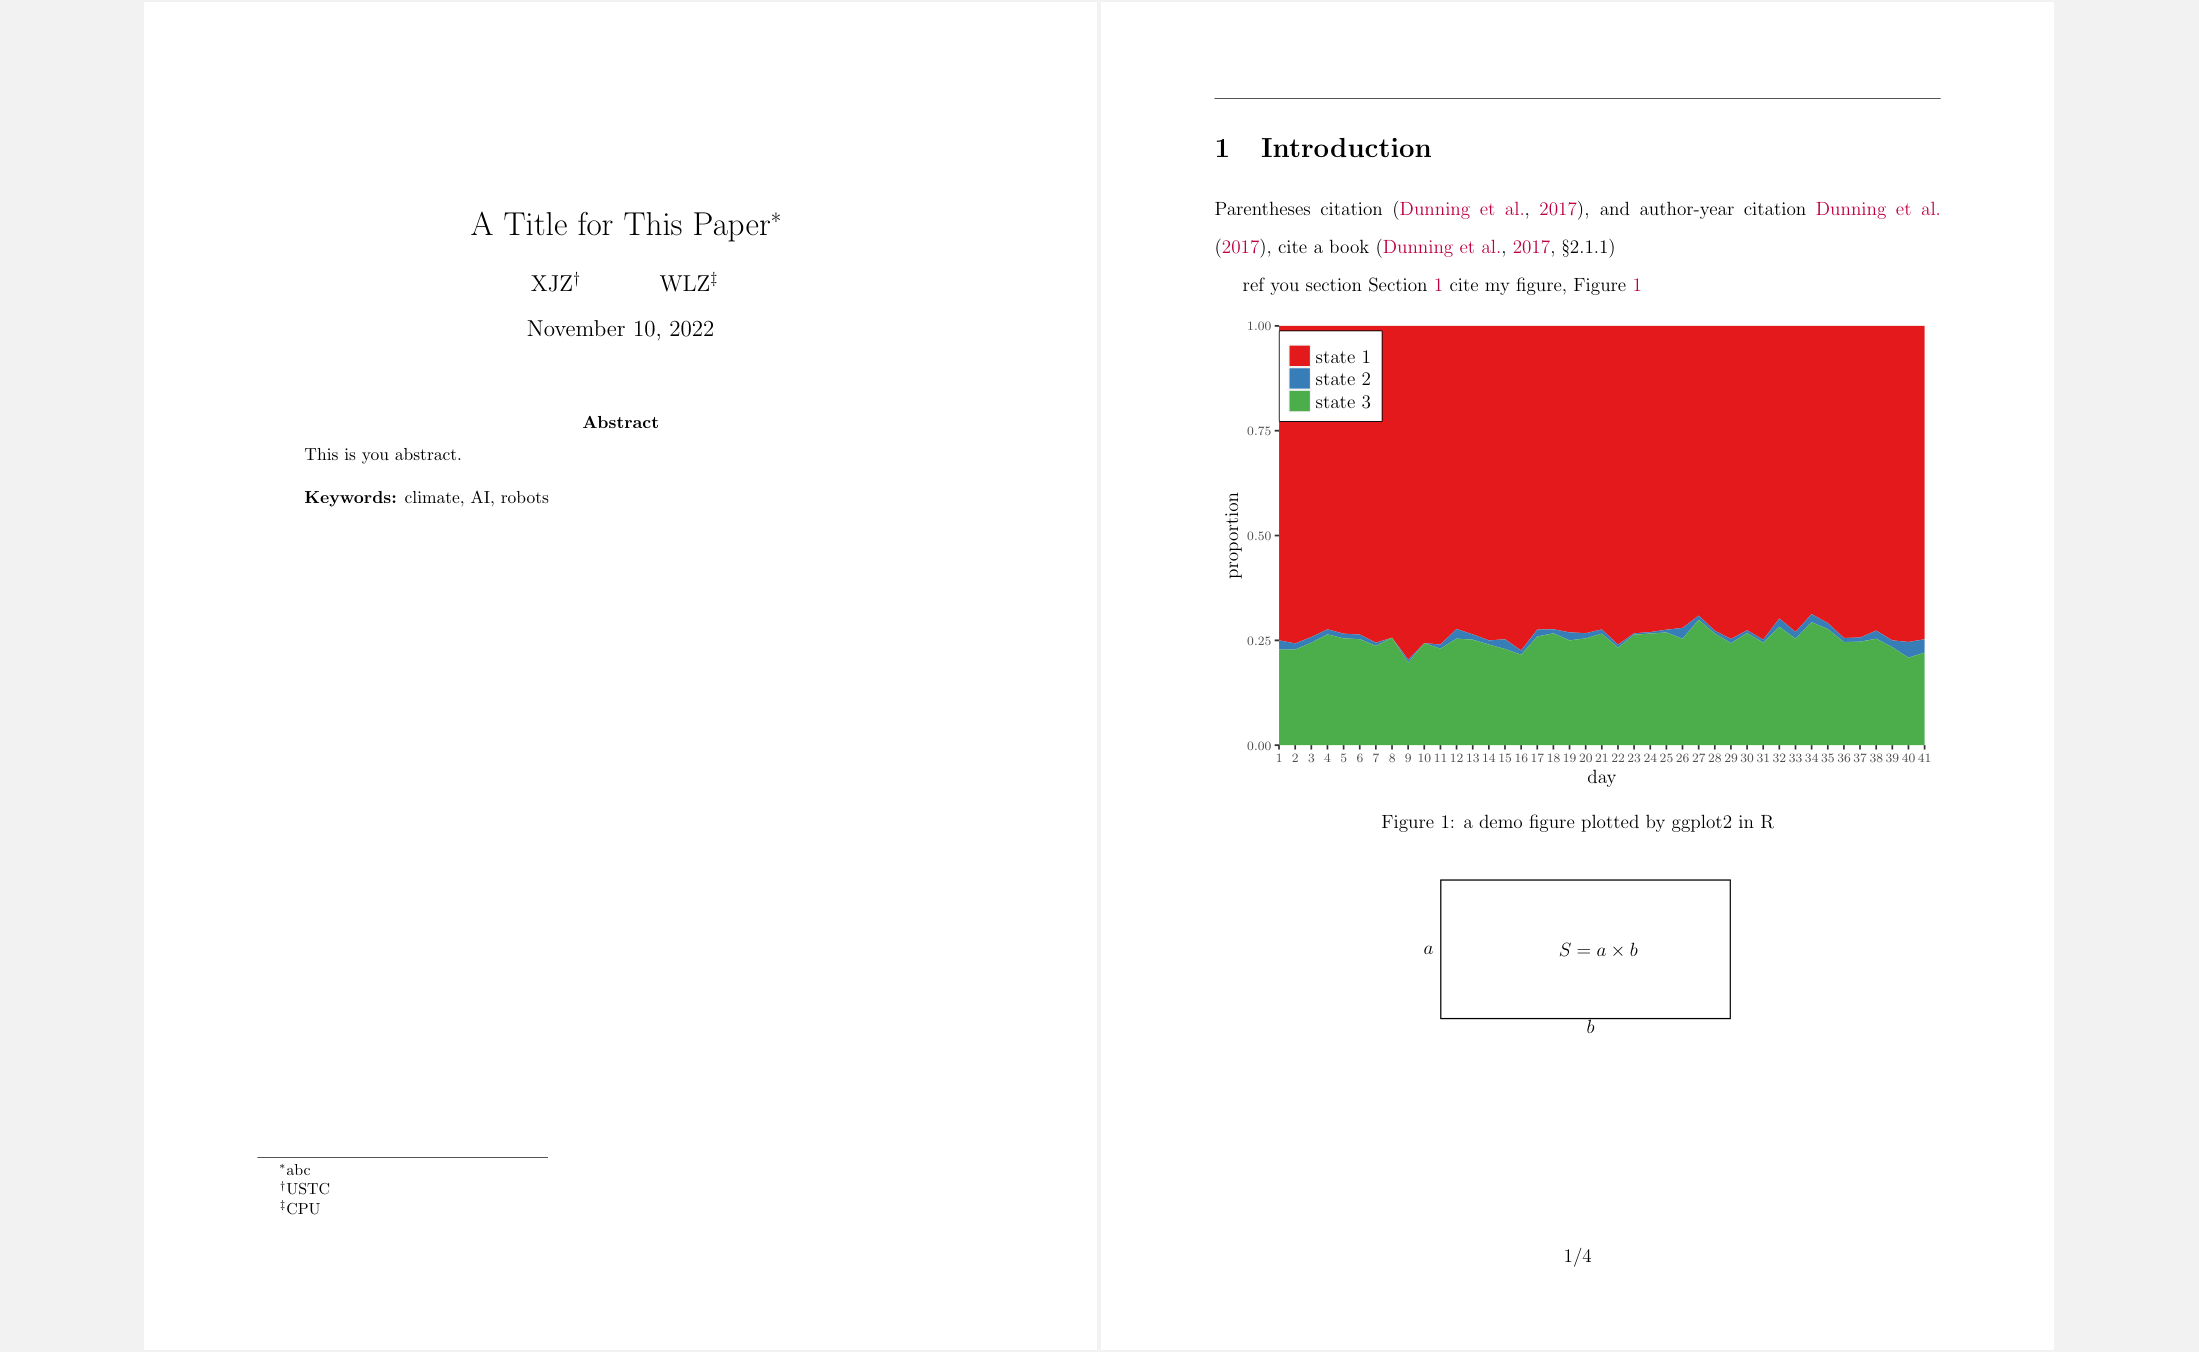 A Title for This Paper*
XJZ† WLZ‡
November 10, 2022
Abstract
This is you abstract.
Keywords: climate, AI, robots
*abc
†USTC
‡CPU
1 Introduction
Parentheses citation (Dunning et al., 2017), and author-year citation Dunning et al.
(2017), cite a book (Dunning et al., 2017, §2.1.1)
ref you section Section 1 cite my figure, Figure 1
1.00
state 1
state 2
state 3
0.75
0.50
proportion
0.25
0.00
1 2 3 4 5 6 7 8 9 10 11 12 13 14 15 16 17 18 19 20 21 22 23 24 25 26 27 28 29 30 31 32 33 34 35 36 37 38 39 40 41
day
Figure 1: a demo figure plotted by ggplot2 in R
a
S = a × b
b
1/4